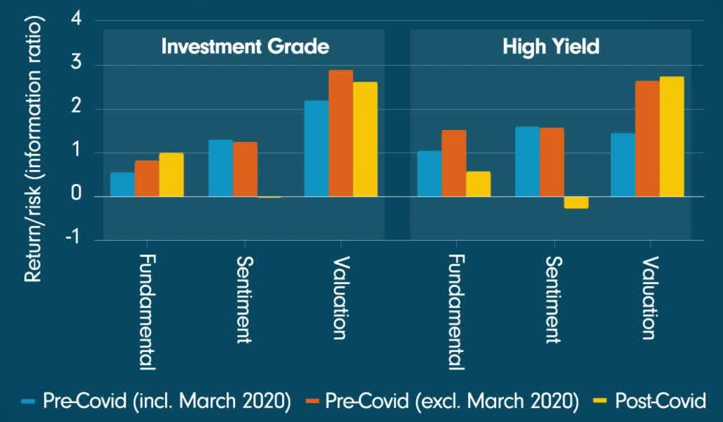 Return/risk (information ratio)
4
3
2
1
0
-1
Investment Grade
High Yield
Fundamental
Sentiment
Valuation
Fundamental
Sentiment
Valuation
Pre-Covid (incl. March 2020)
Pre-Covid (excl. March 2020)
Post-Covid